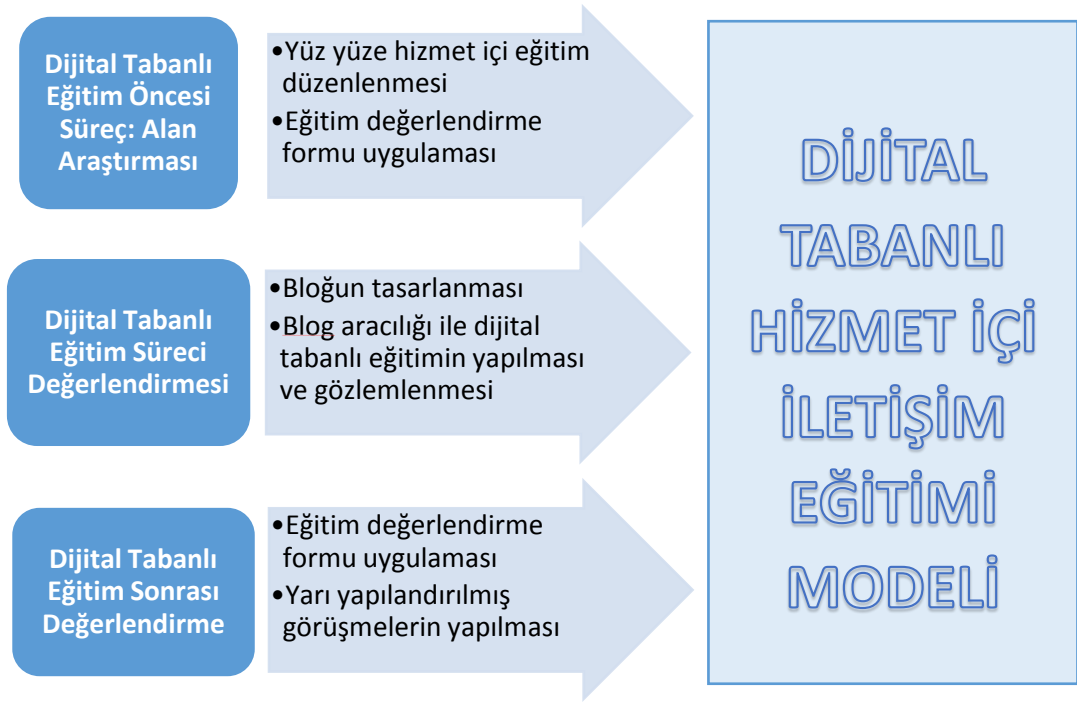 Dijital Tabanlı
Eğitim Öncesi
Süreç: Alan
Araştırması
•Yüz yüze hizmet içi eğitim
düzenlenmesi
•Eğitim değerlendirme
formu uygulaması
Dijital Tabanlı
Eğitim Süreci
Değerlendirmesi
•Bloğun tasarlanması
•Blog aracılığı ile dijital
tabanlı eğitimin yapılması
ve gözlemlenmesi
Dijital Tabanlı
Eğitim Sonrası
Değerlendirme
•Eğitim değerlendirme
formu uygulaması
•Yarı yapılandırılmış
görüşmelerin yapılması
DİJİTAL
TABANLI
HİZMET İÇİ
İLETİŞİM
EĞİTİMİ
MODELİ